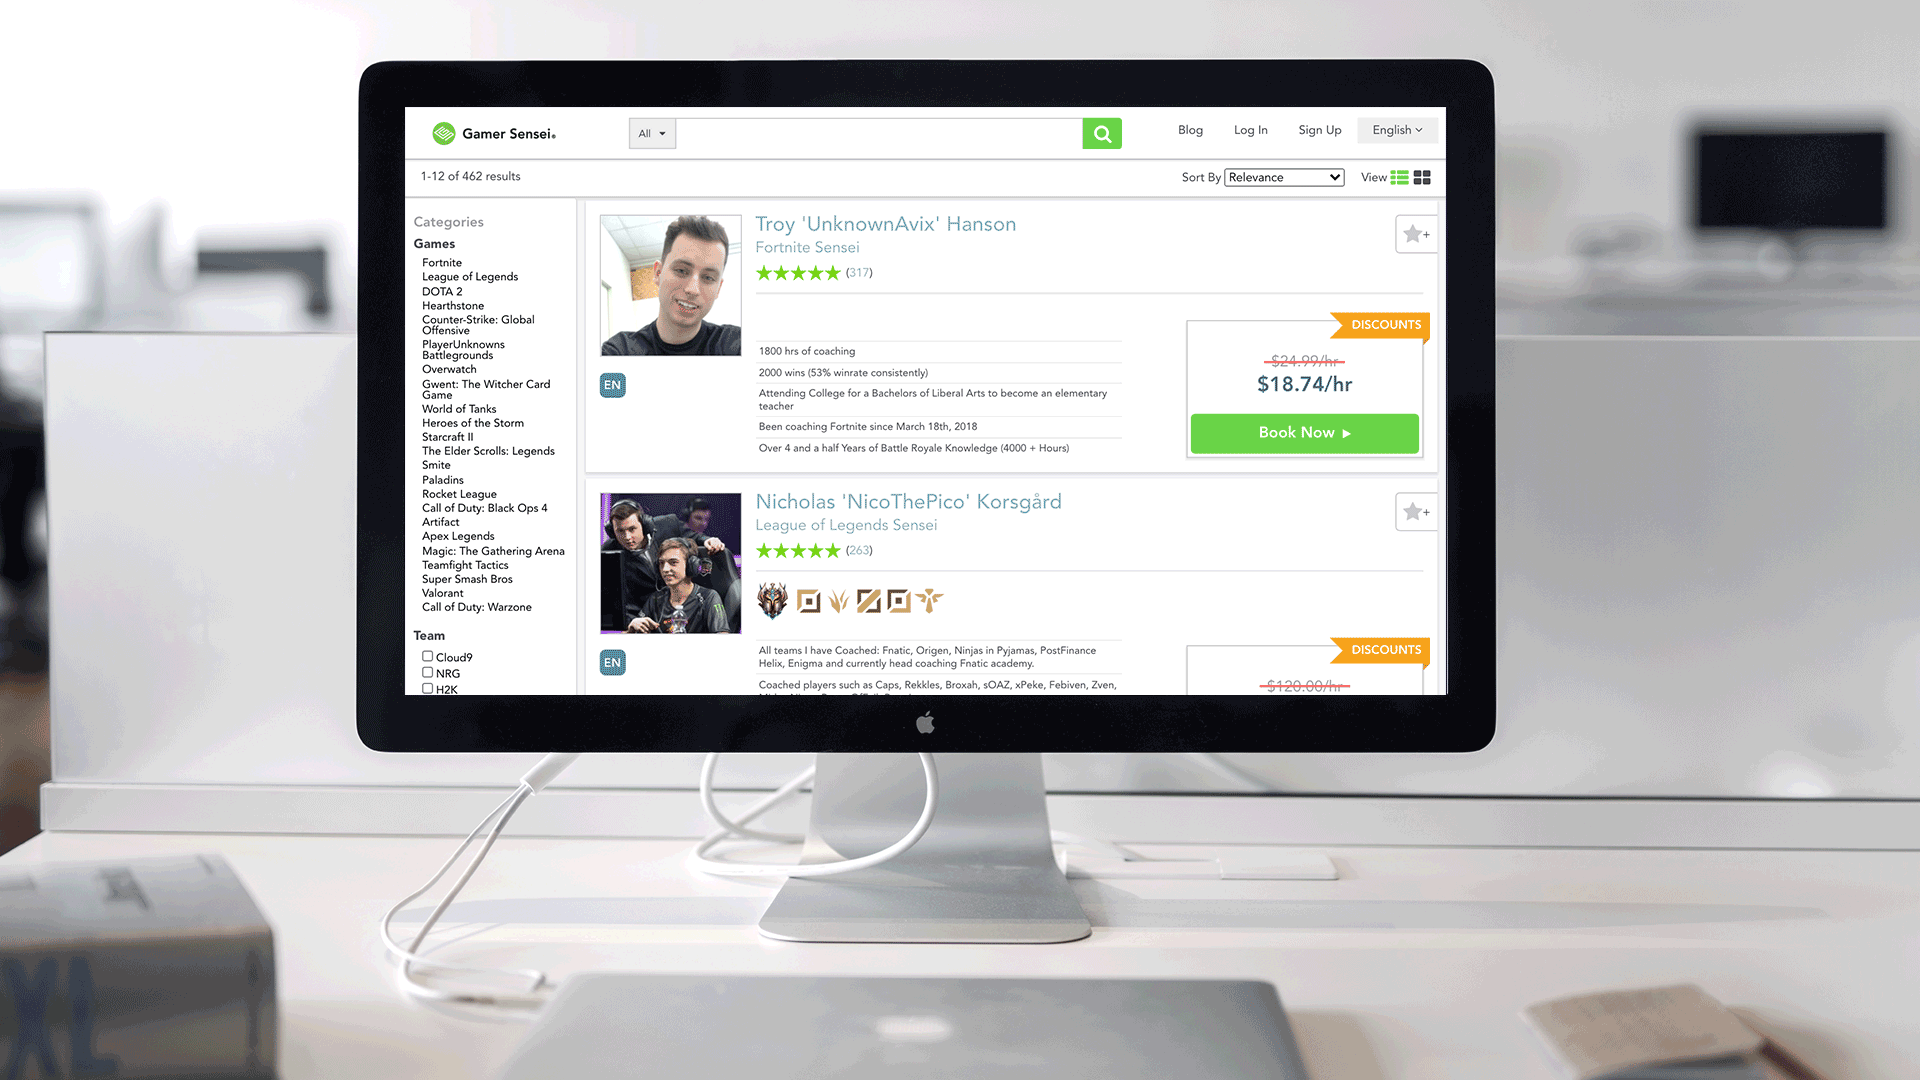 Gamer Sensei
All
Blog
Log In
Sign Up
English
1-12 of 462 results
Sort By
Relevance
View
Categories
Games
Fortnite
League of Legends
DOTA 2
Hearthstone
Counter-Strike: Global
Offensive
PlayerUnknowns
Battlegrounds
Overwatch
Gwent: The Witcher Card
Game
World of Tanks
Heroes of the Storm
Starcraft II
The Elder Scrolls: Legends
Smite
Paladins
Rocket League
Call of Duty: Black Ops 4
Artifact
Apex Legends
Magic: The Gathering Arena
Teamfight Tactics
Super Smash Bros
Valorant
Call of Duty: Warzone
Team
Cloud9
NRG
H2K
Troy 'UnknownAvix' Hanson
Fortnite Sensei
(317)
EN
1800 hrs of coaching
2000 wins (53% winrate consistently)
Attending College for a Bachelors of Liberal Arts to become an elementary
teacher
Been coaching Fortnite since March 18th, 2018
Over 4 and a half Years of Battle Royale Knowledge (4000 + Hours)
+
DISCOUNTS
$24.99/hr
$18.74/hr
Book Now
Nicholas 'NicoThePico' Korsgård
League of Legends Sensei
(263)
EN
All teams I have Coached: Fnatic, Origen, Ninjas in Pyjamas, PostFinance
Helix, Enigma and currently head coaching Fnatic academy.
Coached players such as Caps, Rekkles, Broxah, sOAZ, xPeke, Febiven, Zven,
+
DISCOUNTS
$120.00/hr
XL